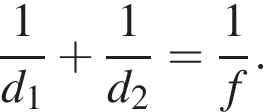 1/d₁ + 1/d₂ = 1/f.